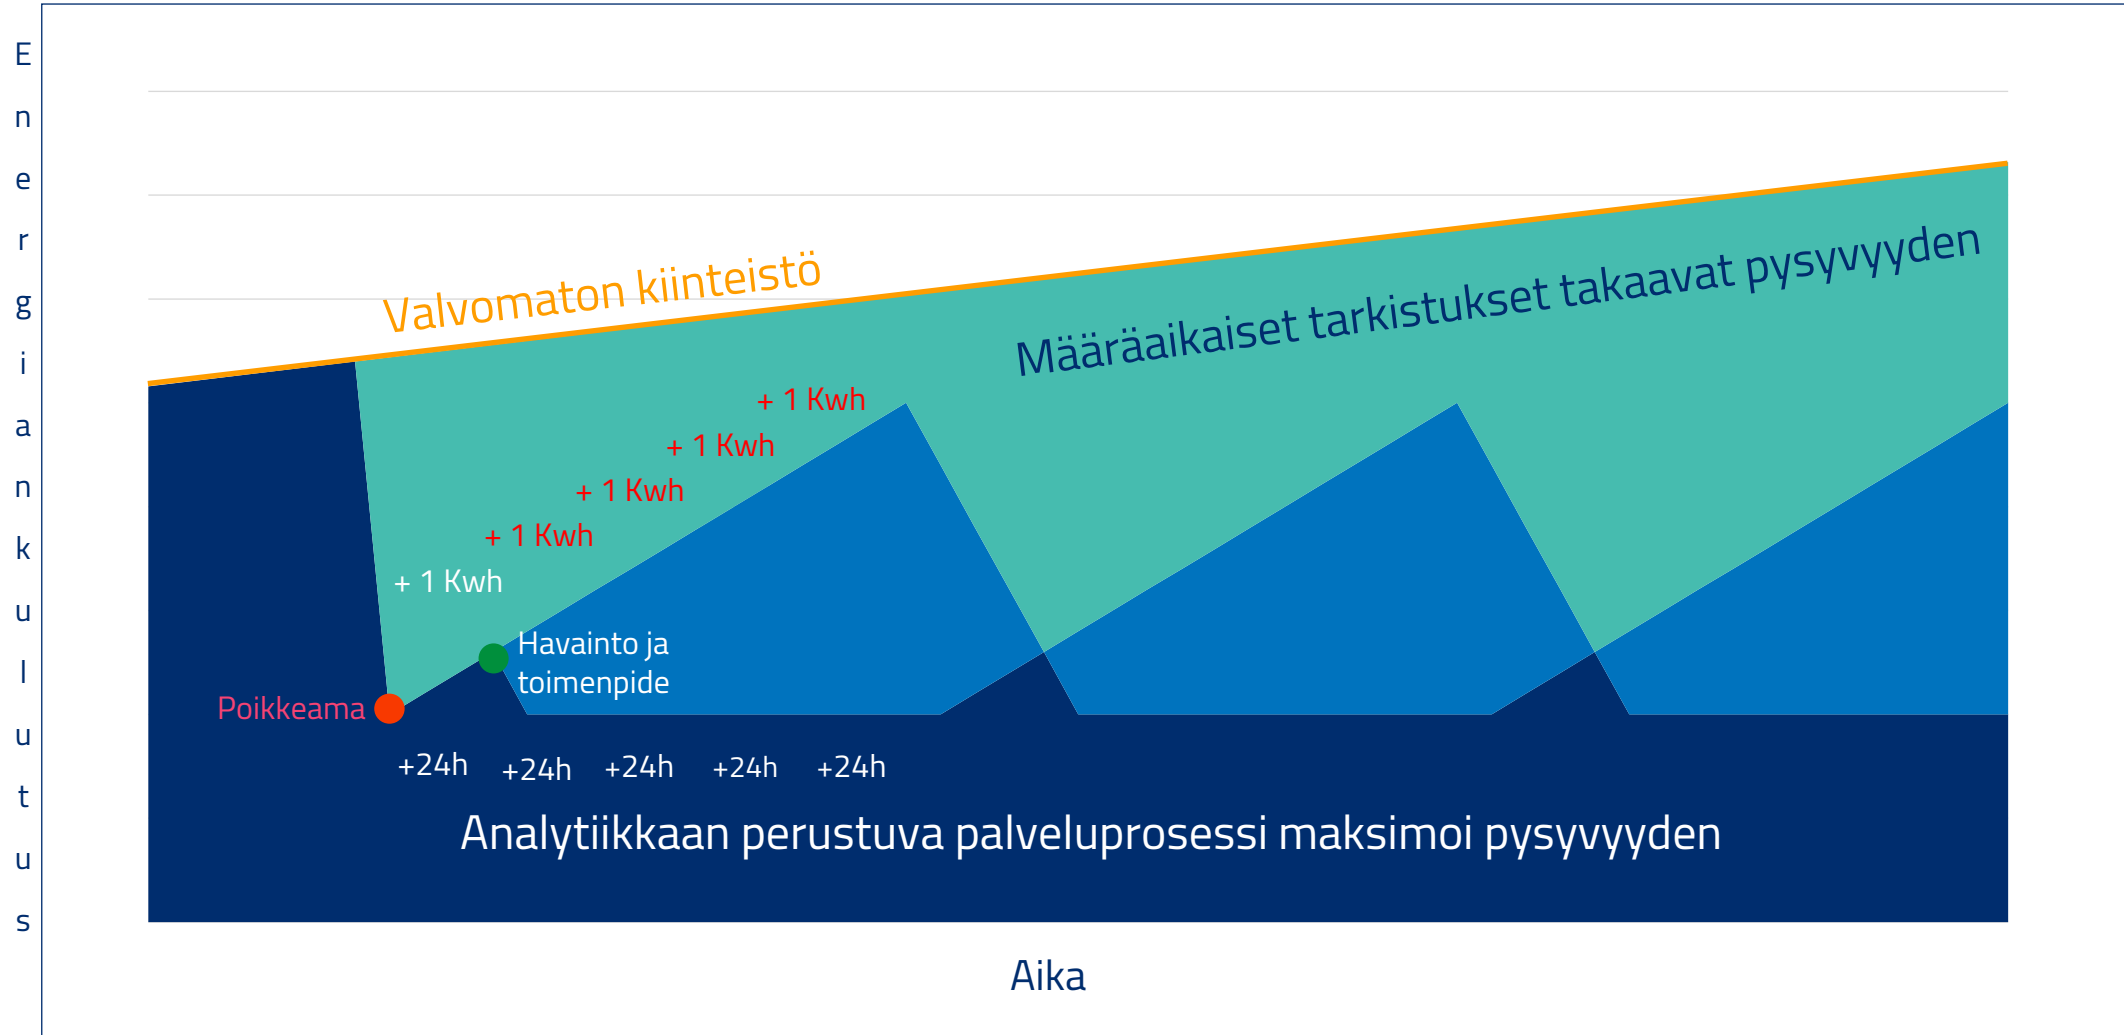 Energiankulutus
Valvomaton kiinteistö
Määräaikaiset tarkistukset takaavat pysyvyyden
+ 1 Kwh
+ 1 Kwh
+ 1 Kwh
+ 1 Kwh
+ 1 Kwh
Havainto ja
toimenpide
Poikkeama
+24h +24h +24h +24h +24h
Analytiikkaan perustuva palveluprosessi maksimoi pysyvyyden
Aika